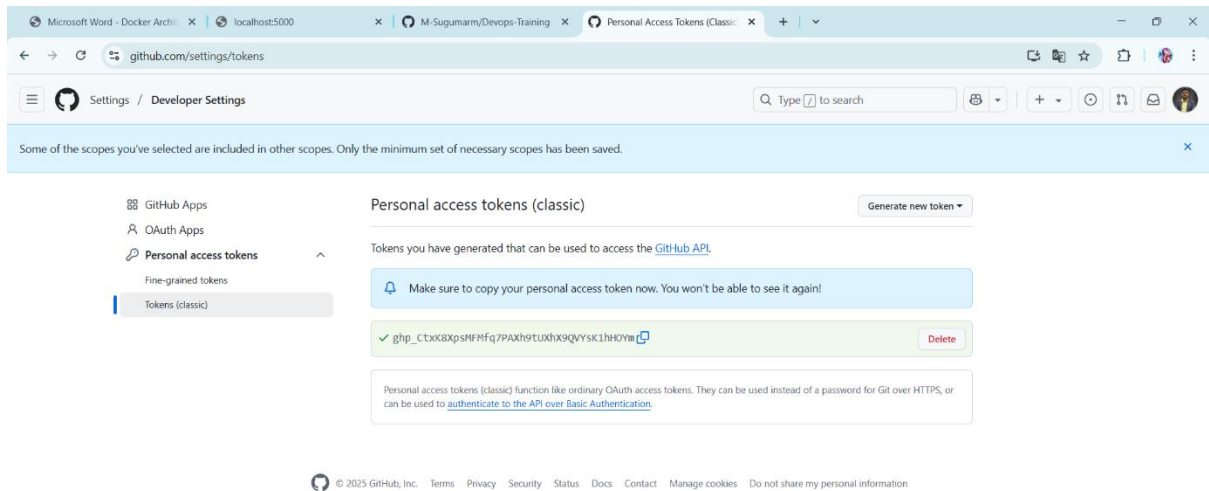 Microsoft Word - Docker Archit
localhost:5000
M-Sugumarm/Devops-Training
Personal Access Tokens (Classic
github.com/settings/tokens
Settings / Developer Settings
Type / to search
Some of the scopes you've selected are included in other scopes. Only the minimum set of necessary scopes has been saved.
GitHub Apps
OAuth Apps
Personal access tokens
Fine-grained tokens
Tokens (classic)
Personal access tokens (classic)
Generate new token
Tokens you have generated that can be used to access the GitHub API.
Make sure to copy your personal access token now. You won't be able to see it again!
[access token omitted: it is a secret credential]
Delete
Personal access tokens (classic) function like ordinary OAuth access tokens. They can be used instead of a password for Git over HTTPS, or
can be used to authenticate to the API over Basic Authentication.
© 2025 GitHub, Inc. Terms Privacy Security Status Docs Contact Manage cookies Do not share my personal information